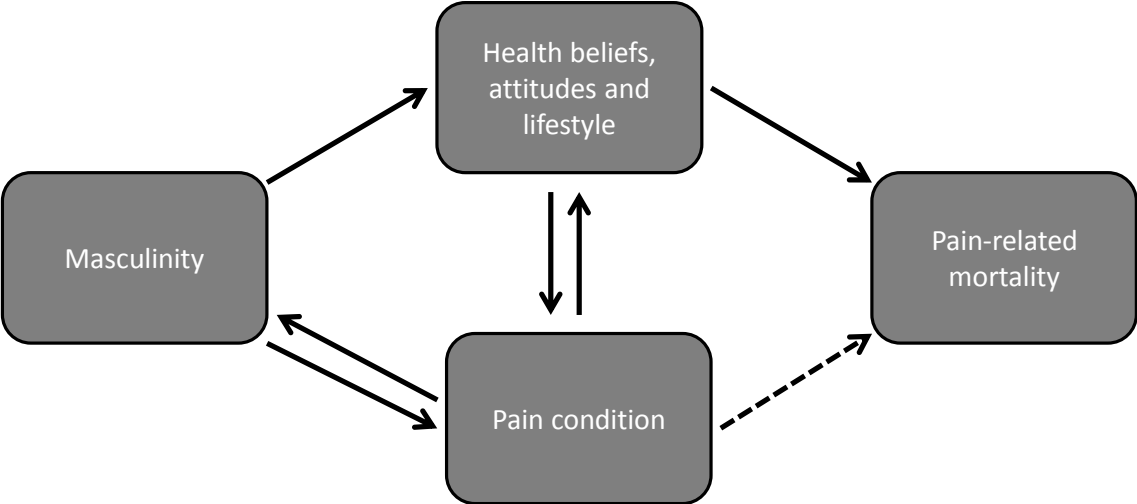 Health beliefs,
attitudes and
lifestyle
Masculinity
Pain-related
mortality
Pain condition